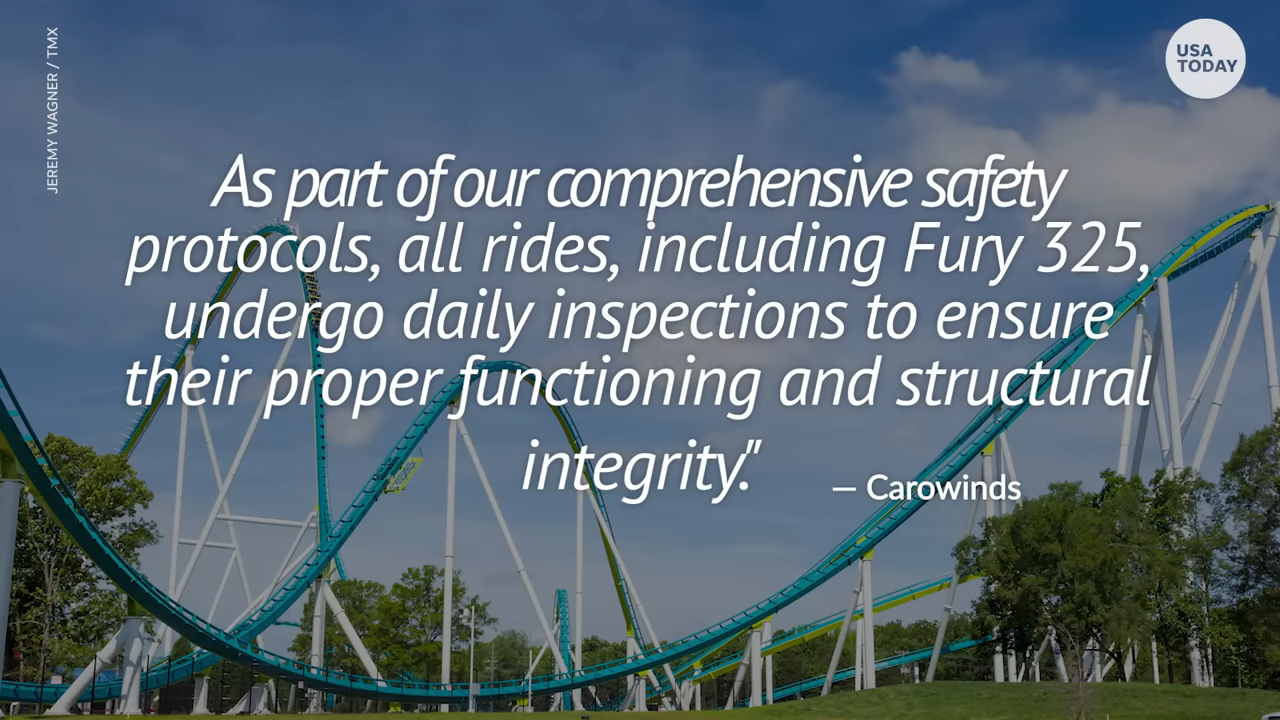 JEREMY WAGNER / TMX
USA
TODAY
As part of our comprehensive safety
protocols, all rides, including Fury 325,
undergo daily inspections to ensure
their proper functioning and structural
integrity."
— Carowinds